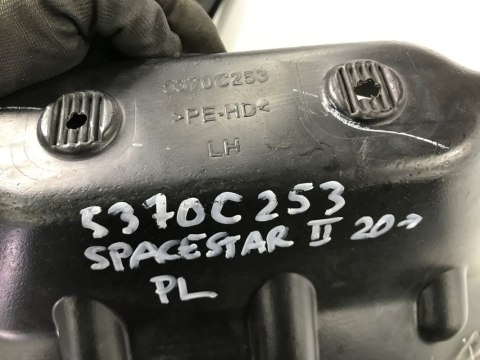 5370C253
>PE-HD<
LH
5370C253
SPACESTAR II 20→
PL